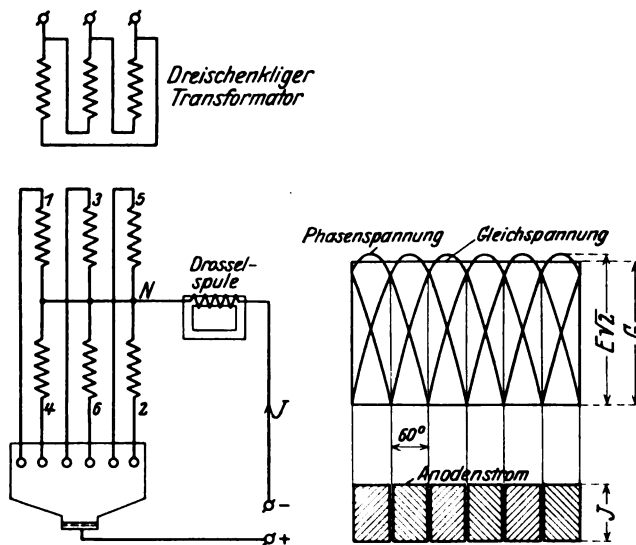 Dreischenkliger
Transformator
1 3 5
N
Drossel-
spule
4 6 2
J
-
+
Phasenspannung
Gleichspannung
E√2
G
60°
Anodenstrom
J